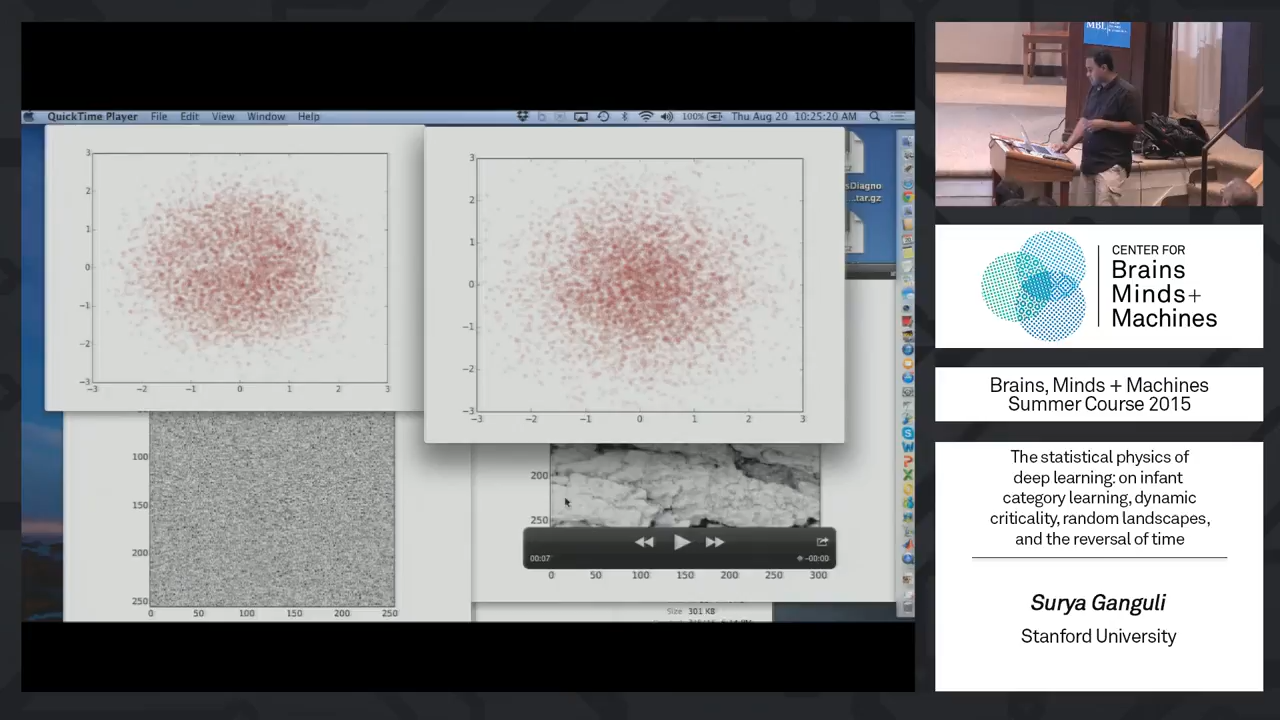 QuickTime Player File Edit View Window Help 100% Thu Aug 20 10:25:20 AM
3
2
1
0
−1
−2
−3
−3 −2 −1 0 1 2 3
3
2
1
0
−1
−2
−3
−3 −2 −1 0 1 2 3
sDiagno
...tar.gz
100
150
200
250
0 50 100 150 200 250
200
250
00:07
−00:00
0 50 100 150 200 250 300
Size 301 KB
MBL
CENTER FOR
Brains
Minds+
Machines
Brains, Minds + Machines
Summer Course 2015
The statistical physics of
deep learning: on infant
category learning, dynamic
criticality, random landscapes,
and the reversal of time
Surya Ganguli
Stanford University